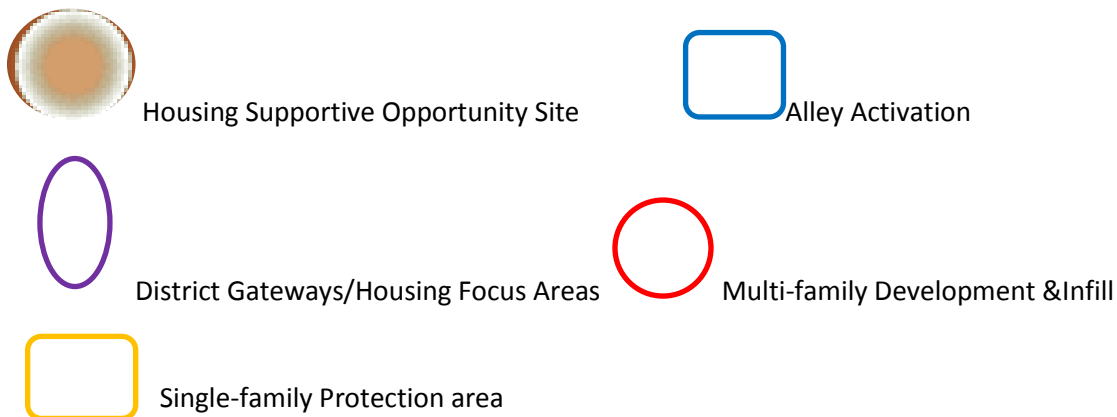 Housing Supportive Opportunity Site
Alley Activation
District Gateways/Housing Focus Areas
Multi-family Development &Infill
Single-family Protection area